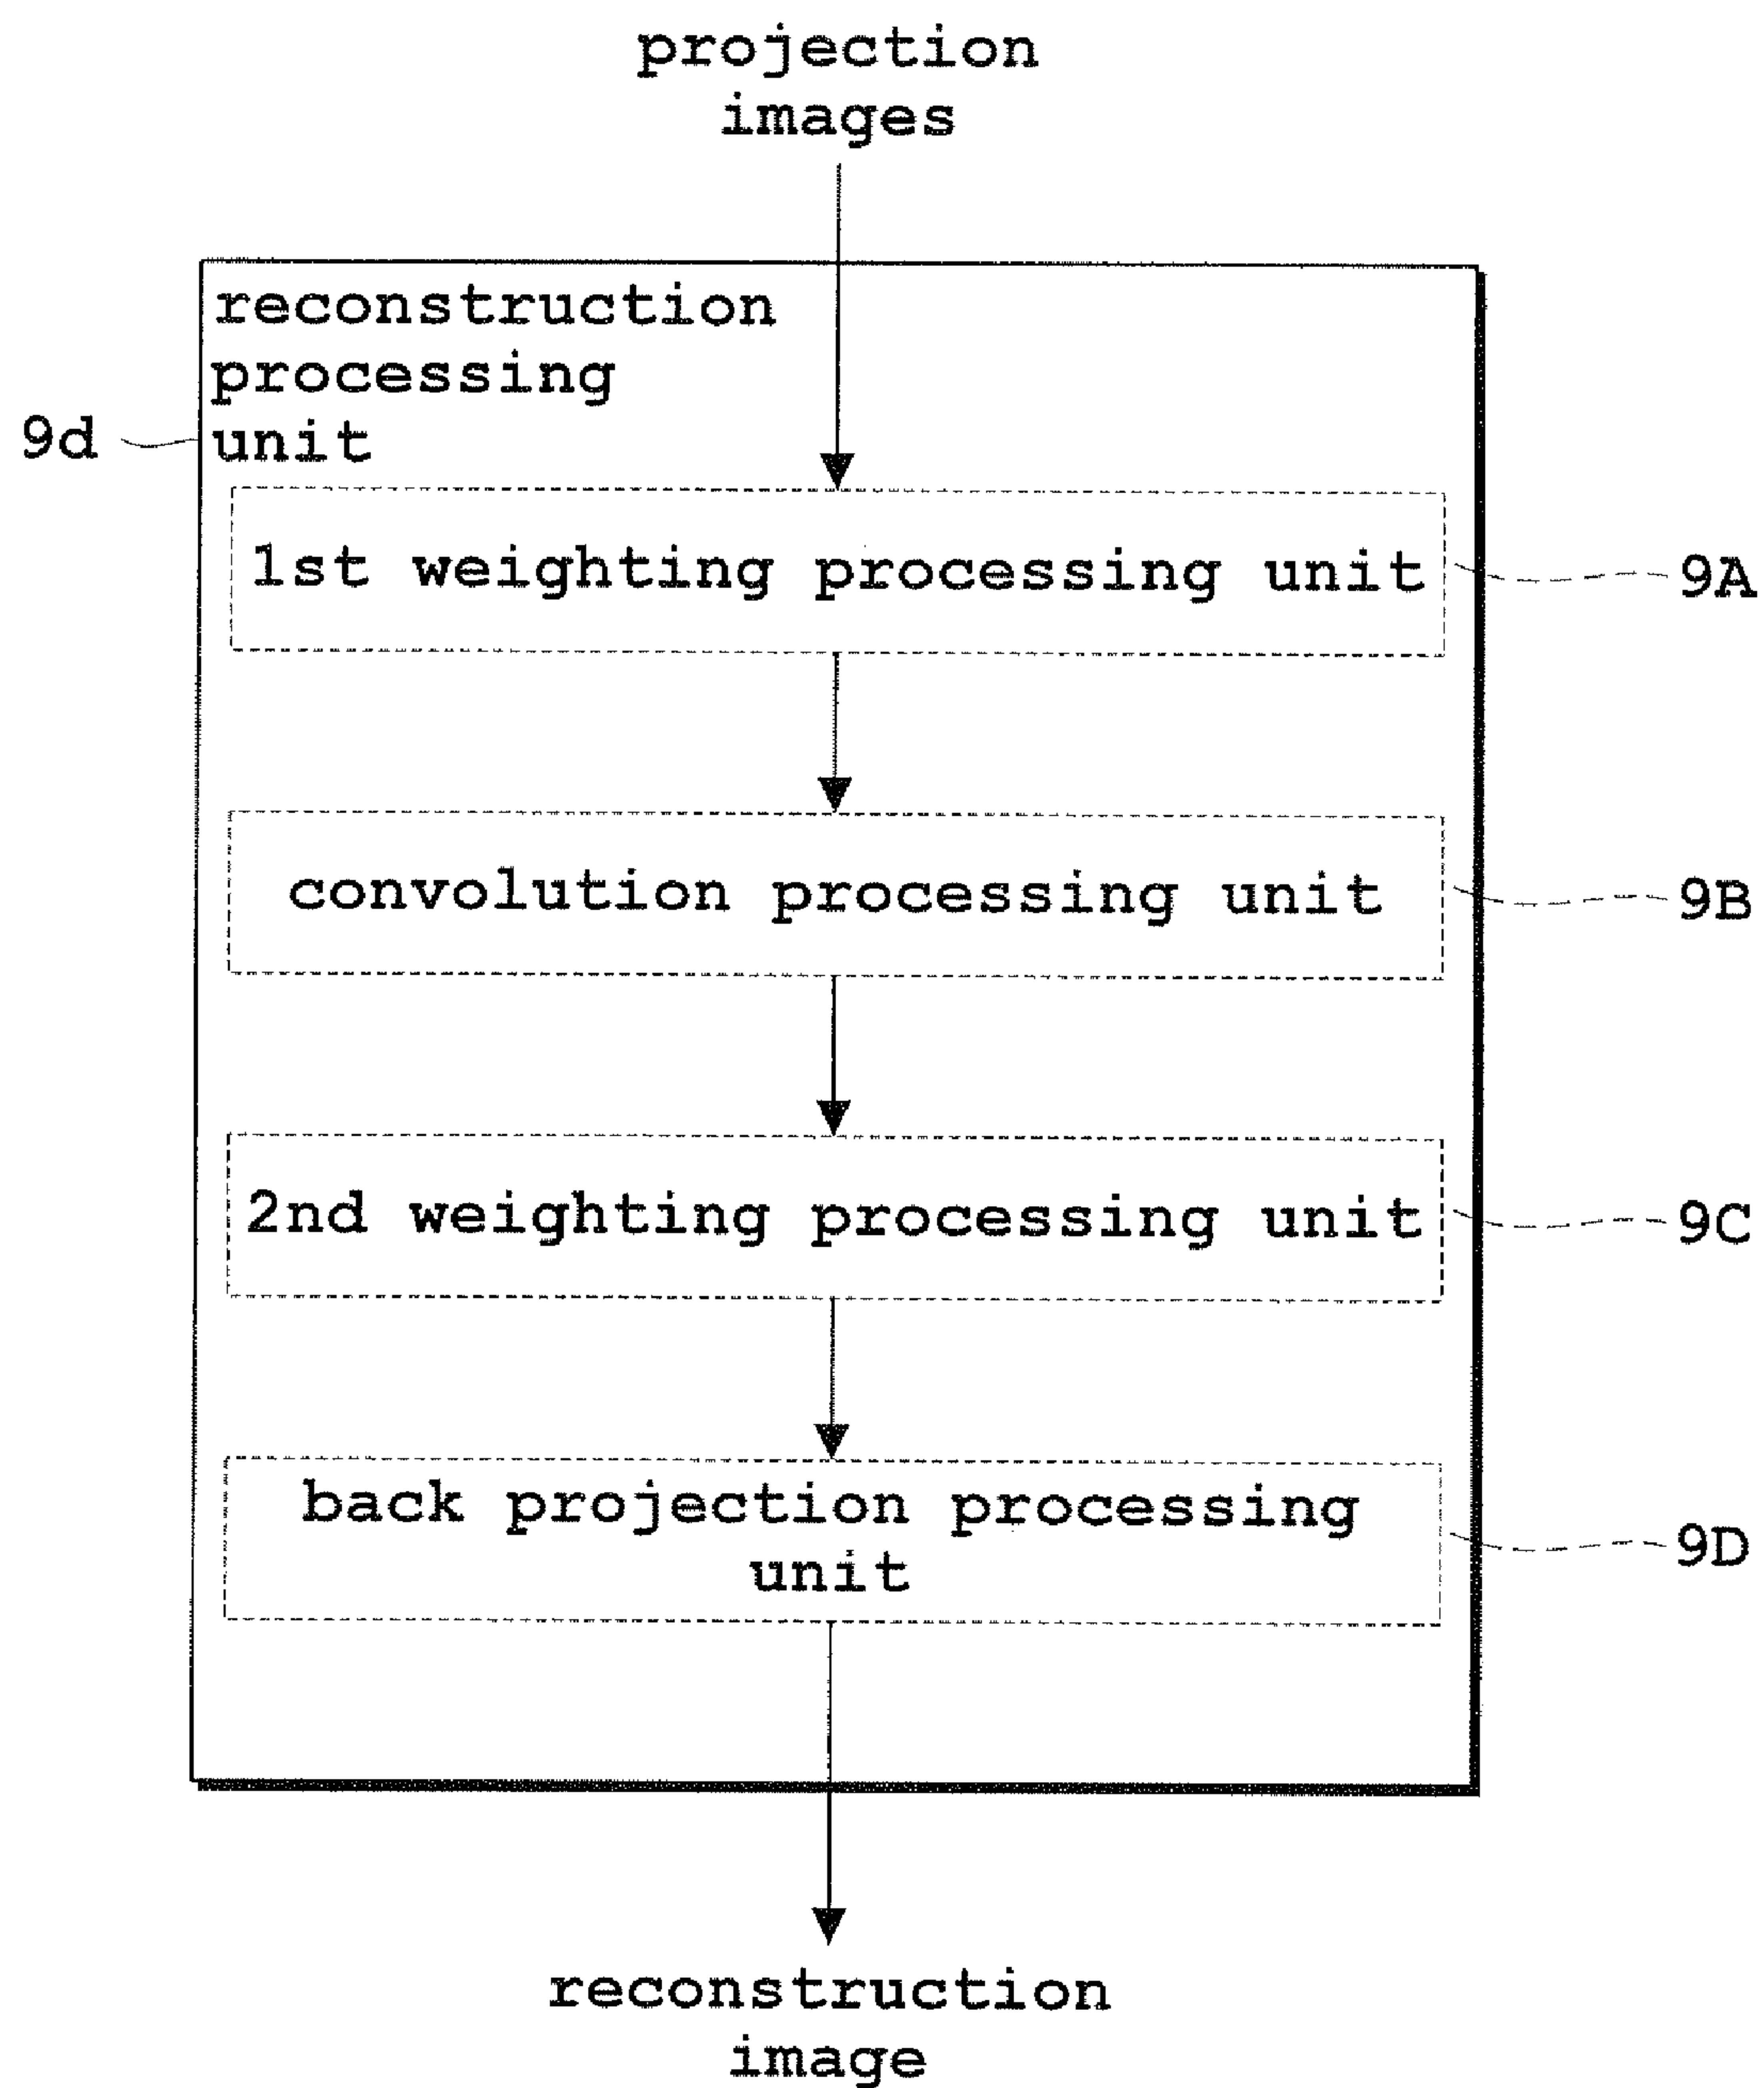 projection
images
reconstruction
processing
9d unit
1st weighting processing unit 9A
convolution processing unit 9B
2nd weighting processing unit 9C
back projection processing
unit
9D
reconstruction
image